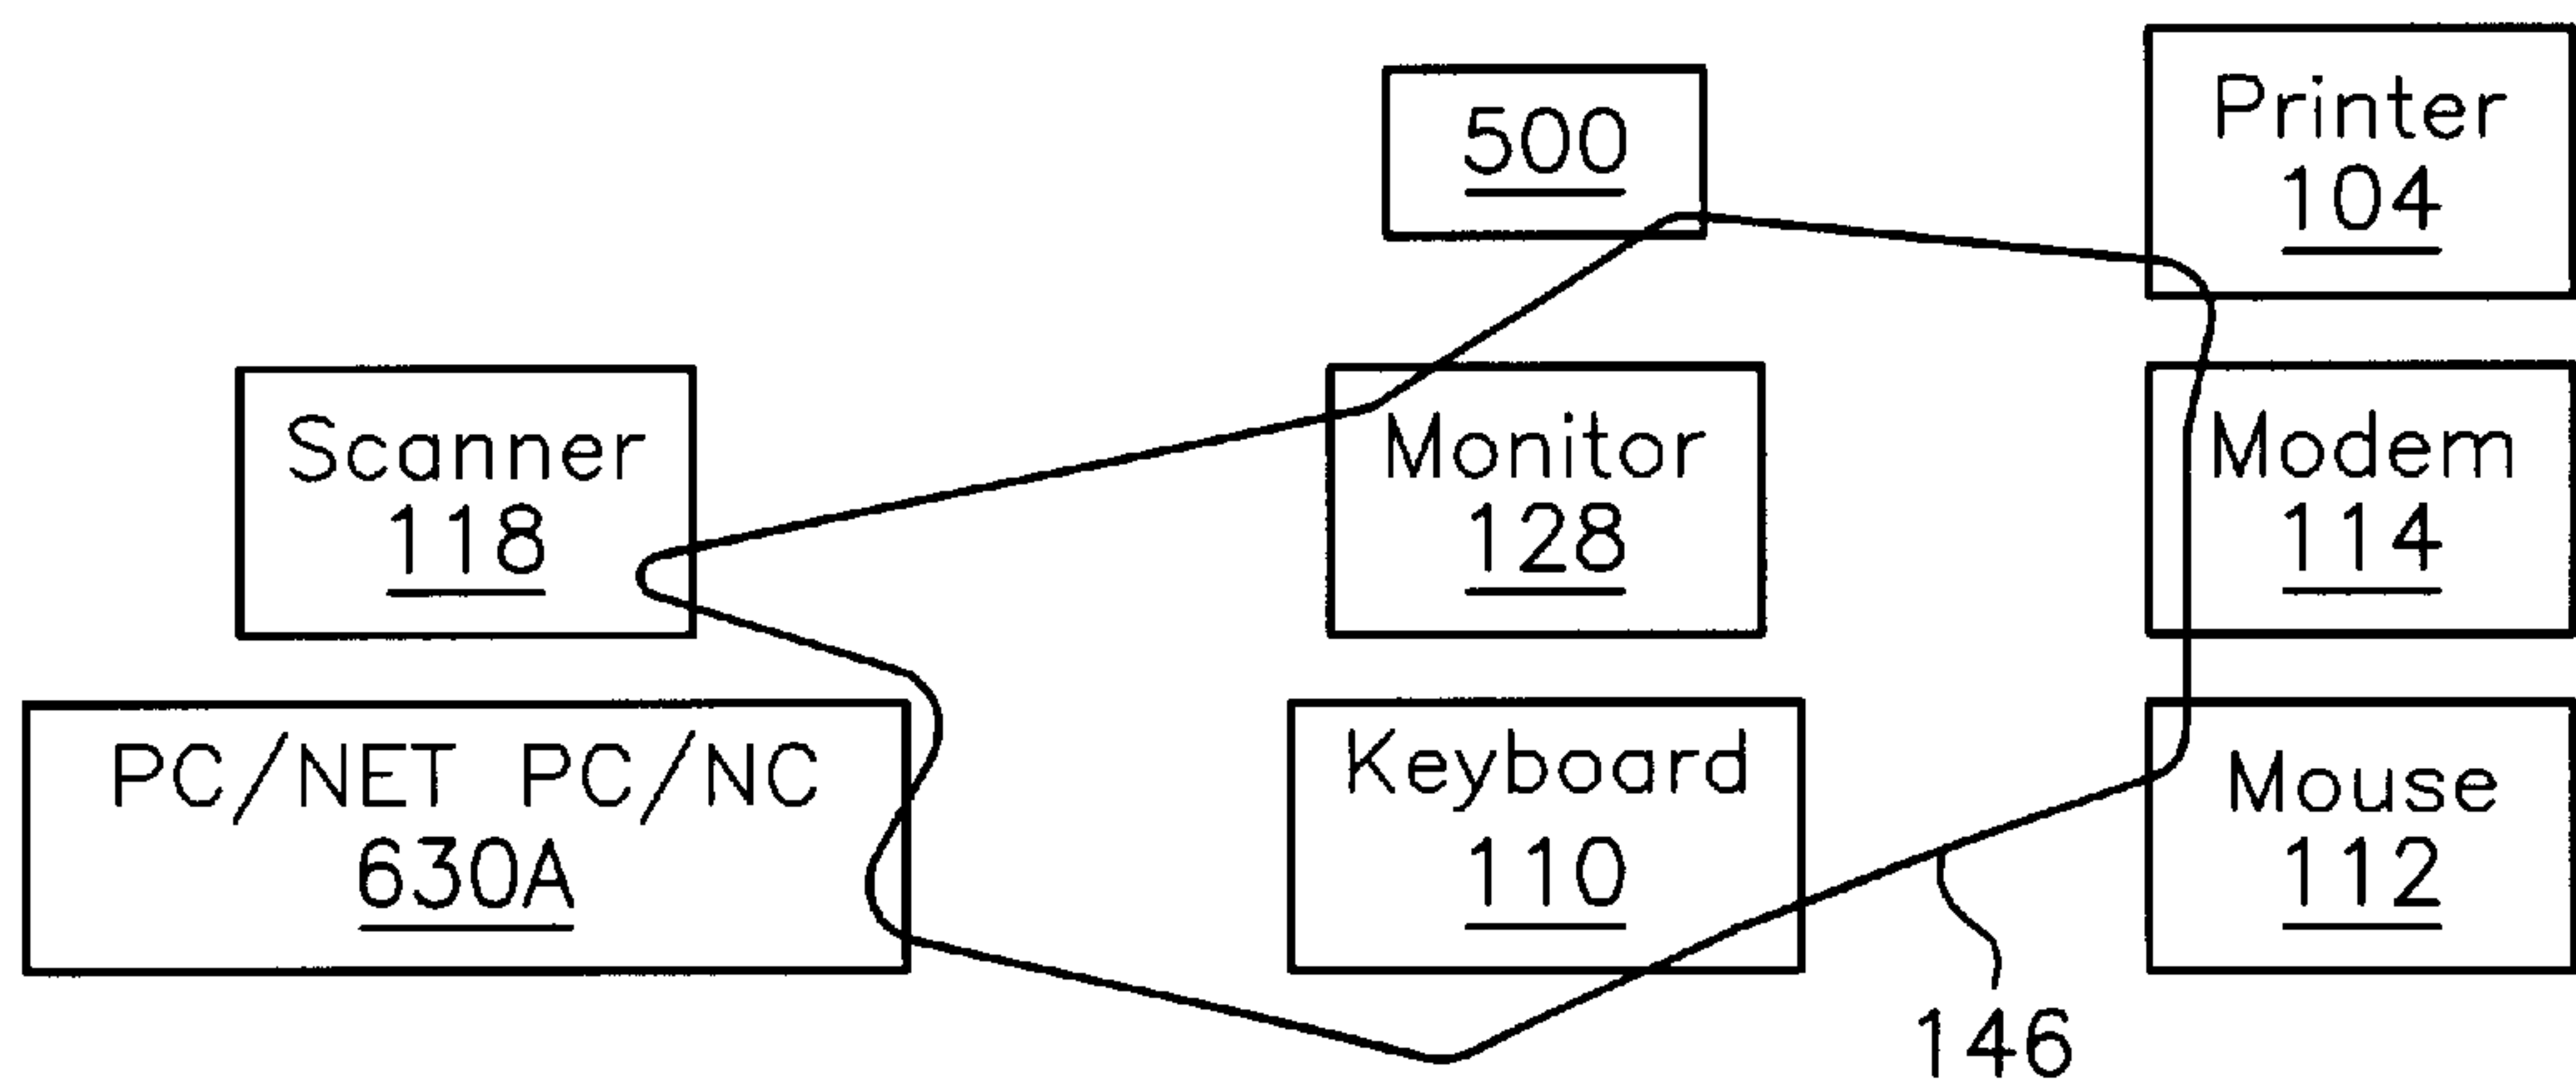 500
Printer
104
Scanner
118
Monitor
128
Modem
114
PC/NET PC/NC
630A
Keyboard
110
Mouse
112
146